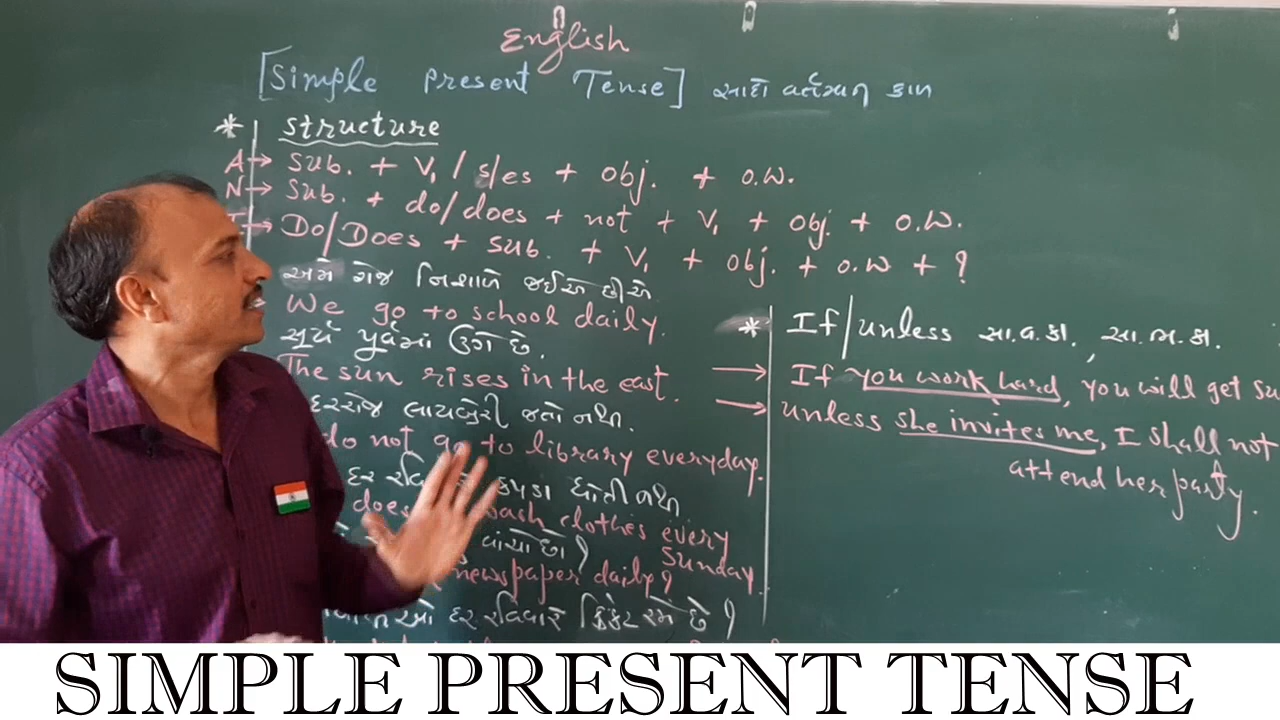 English
[Simple present Tense] સાદો વર્તમાન કાળ
* structure
A→ Sub. + V₁ / s/es + obj. + o.w.
N→ Sub. + do/does + not + V₁ + obj. + o.w.
I→ Do/Does + sub. + V₁ + obj. + o.w + ?
અમે રોજ નિશાળે જઈએ છીએ
We go to school daily.
સૂર્ય પુર્વમાં ઉગે છે.
The sun rises in the east.
દરરોજ લાયબ્રેરી જતો નથી.
do not go to library everyday.
દર કપડા ધોતી નથી
does wash clothes every
Sunday.
વાંચો છો?
newspaper daily?
દર રવિવારે ક્રિકેટ રમે છે ?
* If/unless સા.વ.કા. , સા.ભ.કા.
→ If you work hard, you will get su
→ unless she invites me, I shall not
attend her party.
SIMPLE PRESENT TENSE